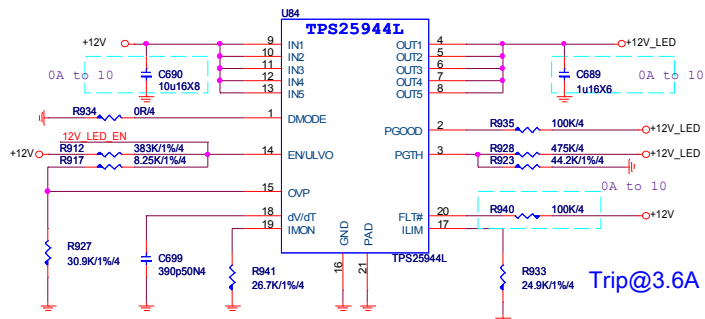 U84
TPS25944L
+12V
9 IN1 OUT1 4 +12V_LED
10 IN2 OUT2 5
11 IN3 OUT3 6
12 IN4 OUT4 7
13 IN5 OUT5 8
0A to 10
C690
10u16X8
C689
1u16X6
0A to 10
R934 0R/4 1 DMODE
PGOOD 2 R935 100K/4 +12V_LED
12V_LED_EN
+12V R912 383K/1%/4 14 EN/ULVO
R917 8.25K/1%/4
PGTH 3 R928 475K/4 +12V_LED
R923 44.2K/1%/4
0A to 10
15 OVP
18 dV/dT
19 IMON
FLT# 20 R940 100K/4 +12V
ILIM 17
GND
PAD
16
21
TPS25944L
R927
30.9K/1%/4
C699
390p50N4
R941
26.7K/1%/4
R933
24.9K/1%/4
Trip@3.6A